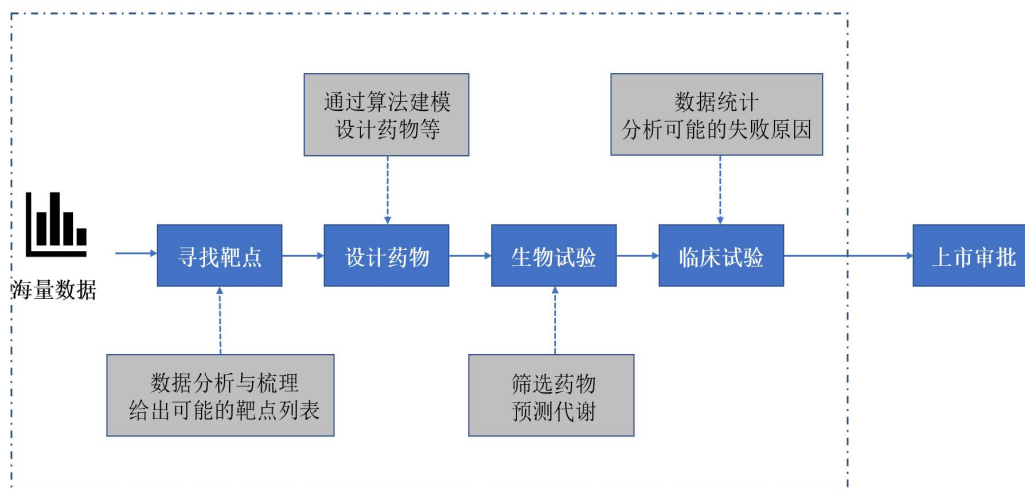 通过算法建模
设计药物等
数据统计
分析可能的失败原因
海量数据
寻找靶点
设计药物
生物试验
临床试验
上市审批
数据分析与梳理
给出可能的靶点列表
筛选药物
预测代谢